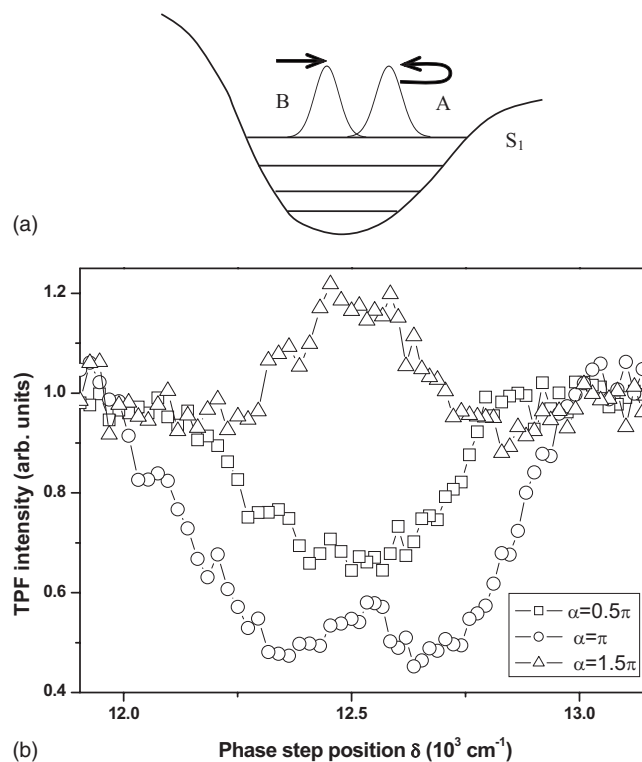 B
A
S₁
(a)
1.2
1.0
0.8
0.6
0.4
TPF intensity (arb. units)
α=0.5π
α=π
α=1.5π
12.0
12.5
13.0
(b)
Phase step position δ (10³ cm⁻¹)